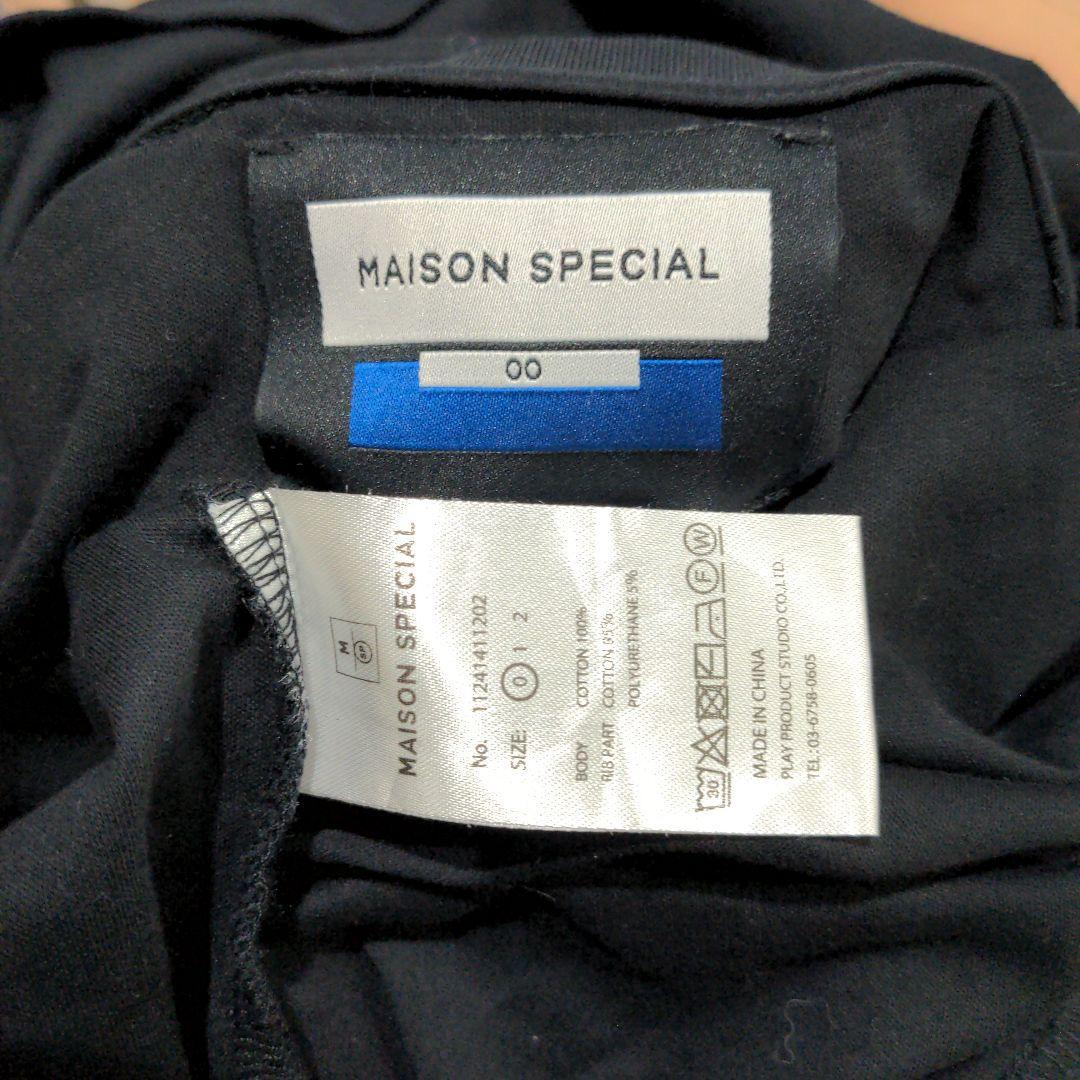 MAISON SPECIAL
00
M
SP
MAISON SPECIAL
No. 11241411202
SIZE: 0 1 2
BODY COTTON 100%
RIB PART COTTON 95%
POLYURETHANE 5%
30 F W
MADE IN CHINA
PLAY PRODUCT STUDIO CO.,LTD.
TEL: 03-6758-0605